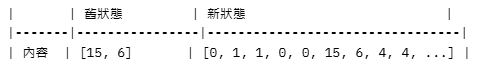 |       | 舊狀態          | 新狀態                            |
|-------|----------------|----------------------------------|
| 內容  | [15, 6]        | [0, 1, 1, 0, 0, 15, 6, 4, 4, ...] |